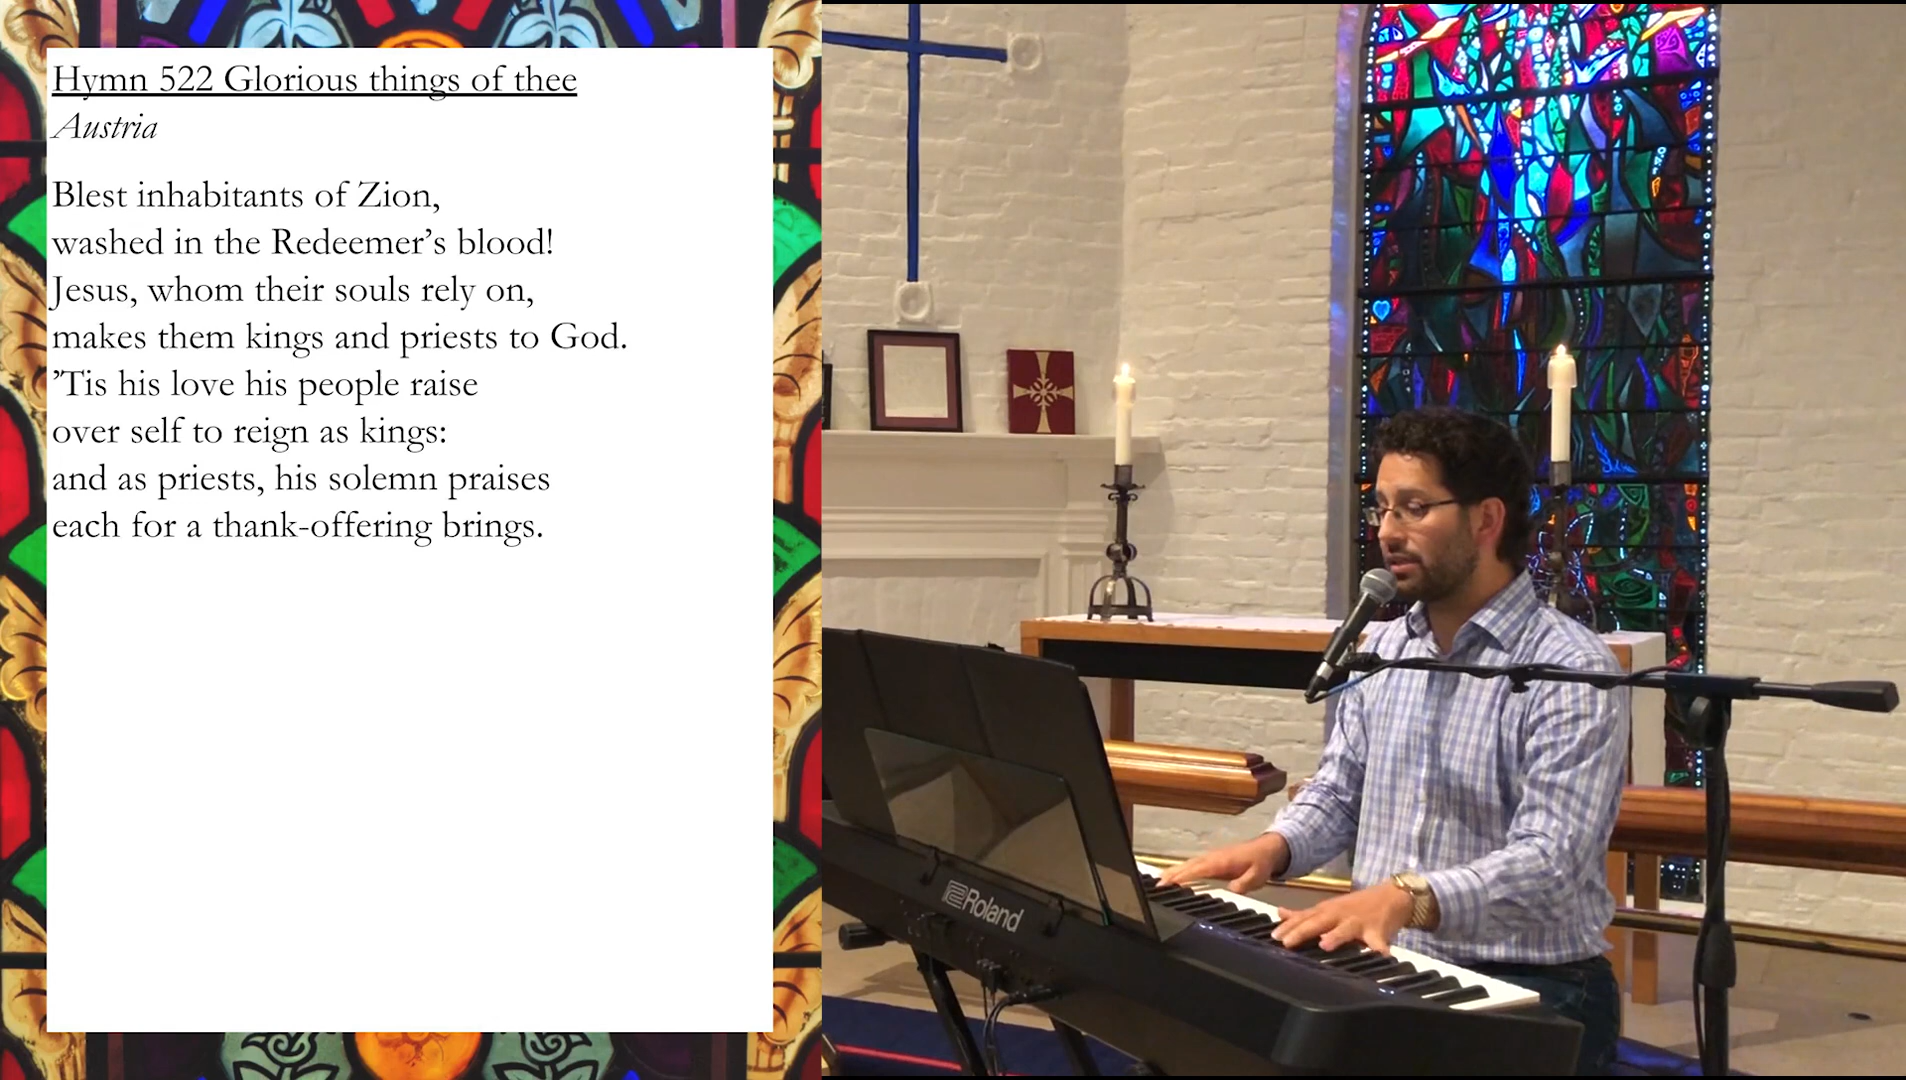 Hymn 522 Glorious things of thee
Austria
Blest inhabitants of Zion,
washed in the Redeemer’s blood!
Jesus, whom their souls rely on,
makes them kings and priests to God.
’Tis his love his people raise
over self to reign as kings:
and as priests, his solemn praises
each for a thank-offering brings.
Roland